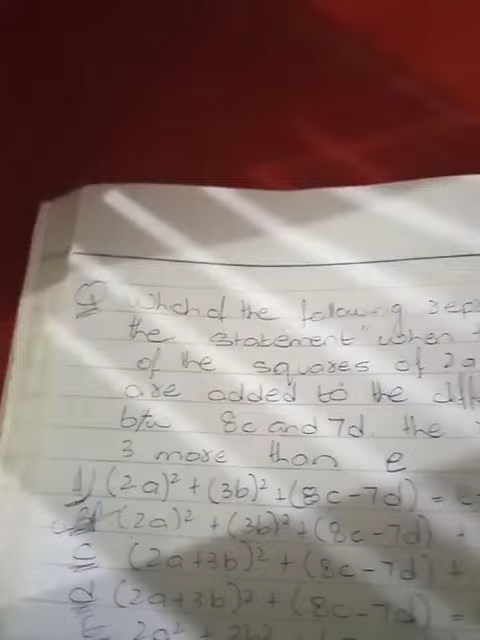 Q Which of the following
the statement "when
of the squares of 2a
are added to the
b/w 8c and 7d. the
3 more than e
1) (2a)² + (3b)² + (8c-7d) =
(2a)² + (3b)² + (8c-7d)
c (2a+3b)² + (8c-7d) +
d (2a+3b)² + (8c-7d) =